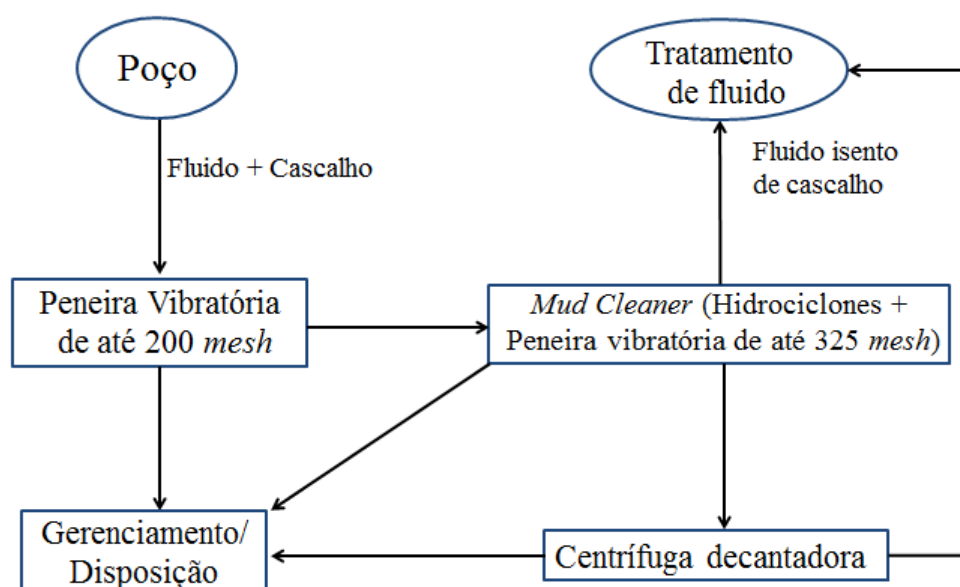 Poço
Tratamento
de fluido
Fluido + Cascalho
Fluido isento
de cascalho
Peneira Vibratória
de até 200 mesh
Mud Cleaner (Hidrociclones +
Peneira vibratória de até 325 mesh)
Gerenciamento/
Disposição
Centrífuga decantadora